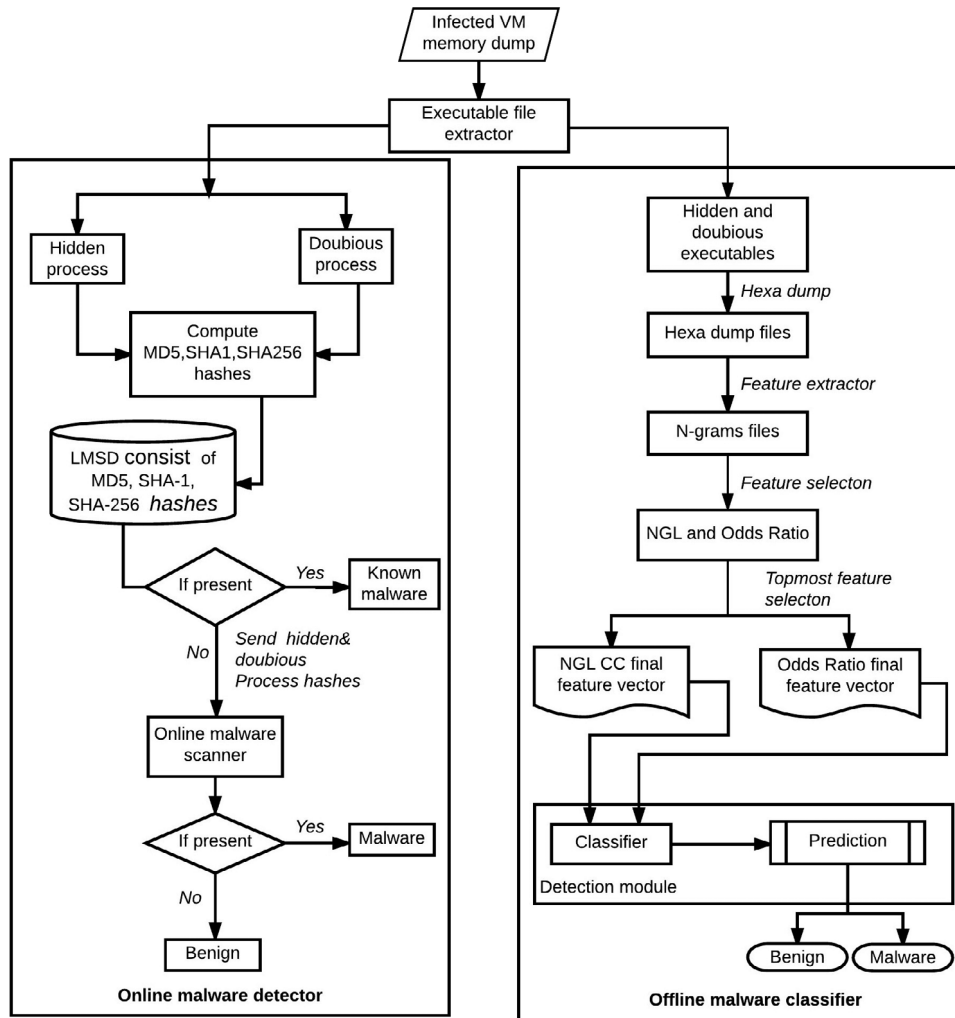 Infected VM
memory dump
Executable file
extractor
Hidden
process
Doubious
process
Compute
MD5,SHA1,SHA256
hashes
LMSD consist of
MD5, SHA-1,
SHA-256 hashes
If present
Yes
Known
malware
No
Send hidden&
doubious
Process hashes
Online malware
scanner
If present
Yes
Malware
No
Benign
Online malware detector
Hidden and
doubious
executables
Hexa dump
Hexa dump files
Feature extractor
N-grams files
Feature selecton
NGL and Odds Ratio
Topmost feature
selecton
NGL CC final
feature vector
Odds Ratio final
feature vector
Classifier
Prediction
Detection module
Benign
Malware
Offline malware classifier